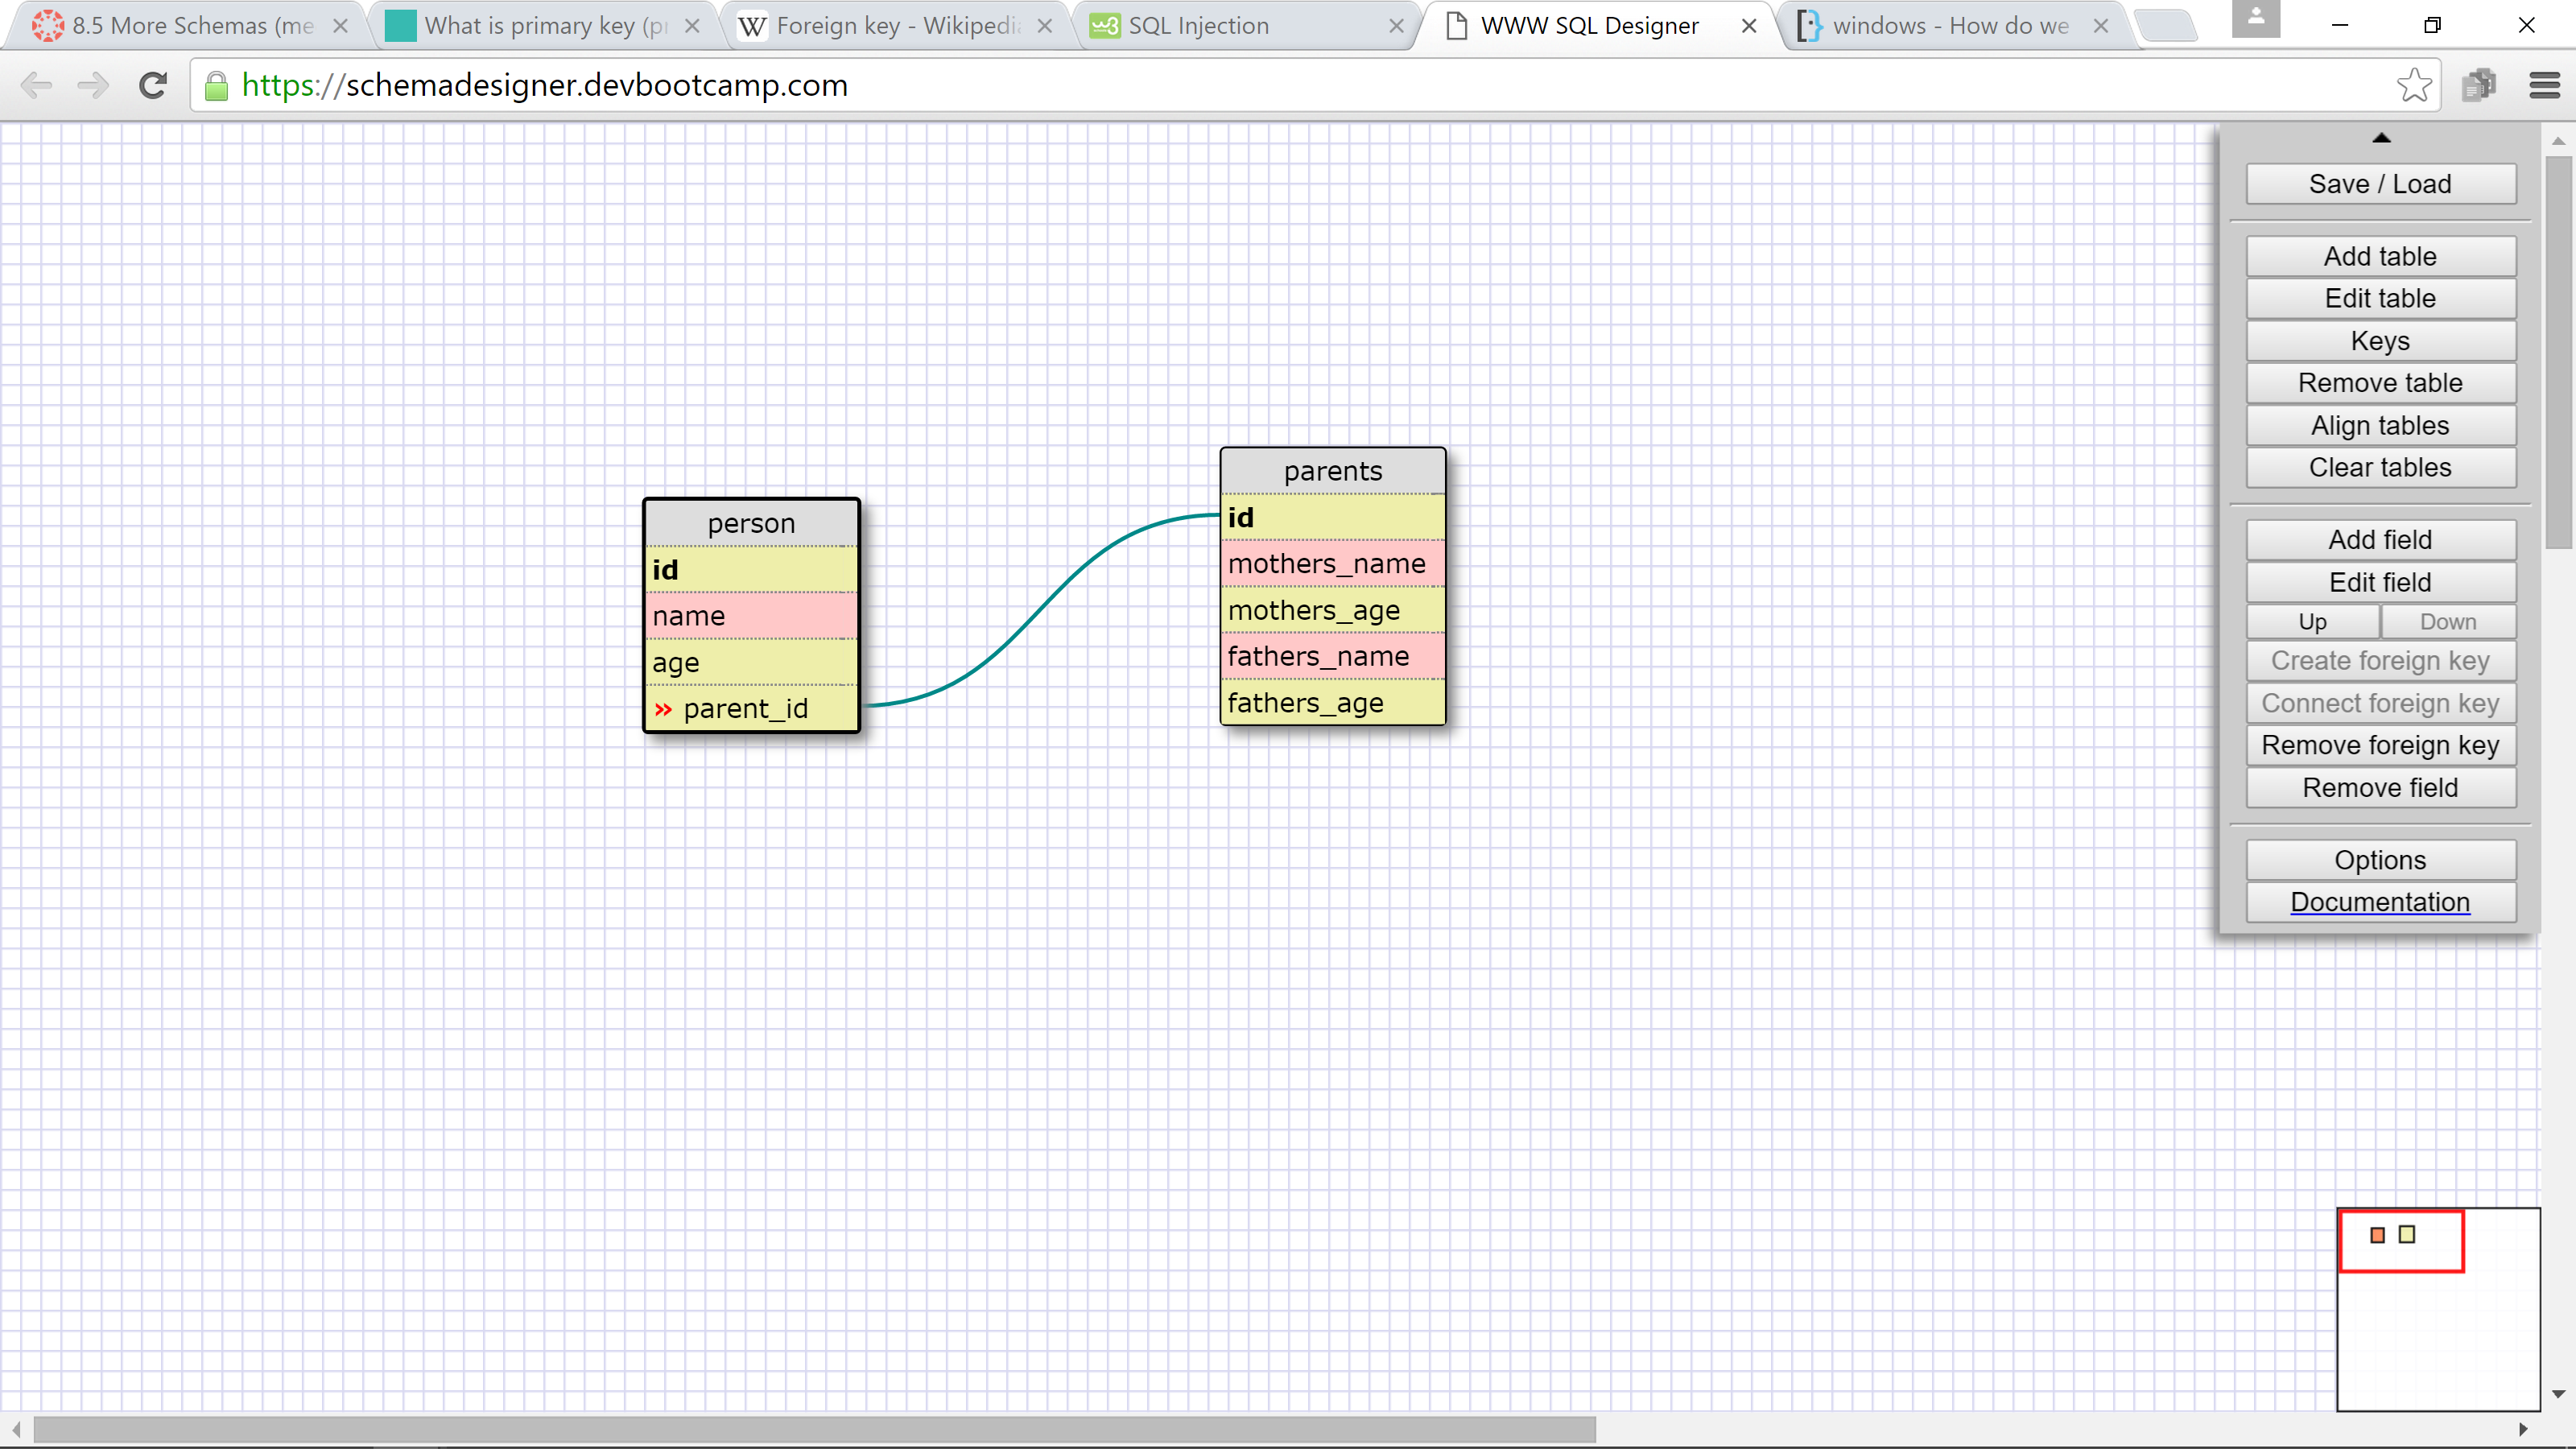 8.5 More Schemas (me
What is primary key (pr
Foreign key - Wikipedia
SQL Injection
WWW SQL Designer
windows - How do we
https://schemadesigner.devbootcamp.com
Save / Load
Add table
Edit table
Keys
Remove table
Align tables
Clear tables
Add field
Edit field
Up
Down
Create foreign key
Connect foreign key
Remove foreign key
Remove field
Options
Documentation
person
id
name
age
» parent_id
parents
id
mothers_name
mothers_age
fathers_name
fathers_age